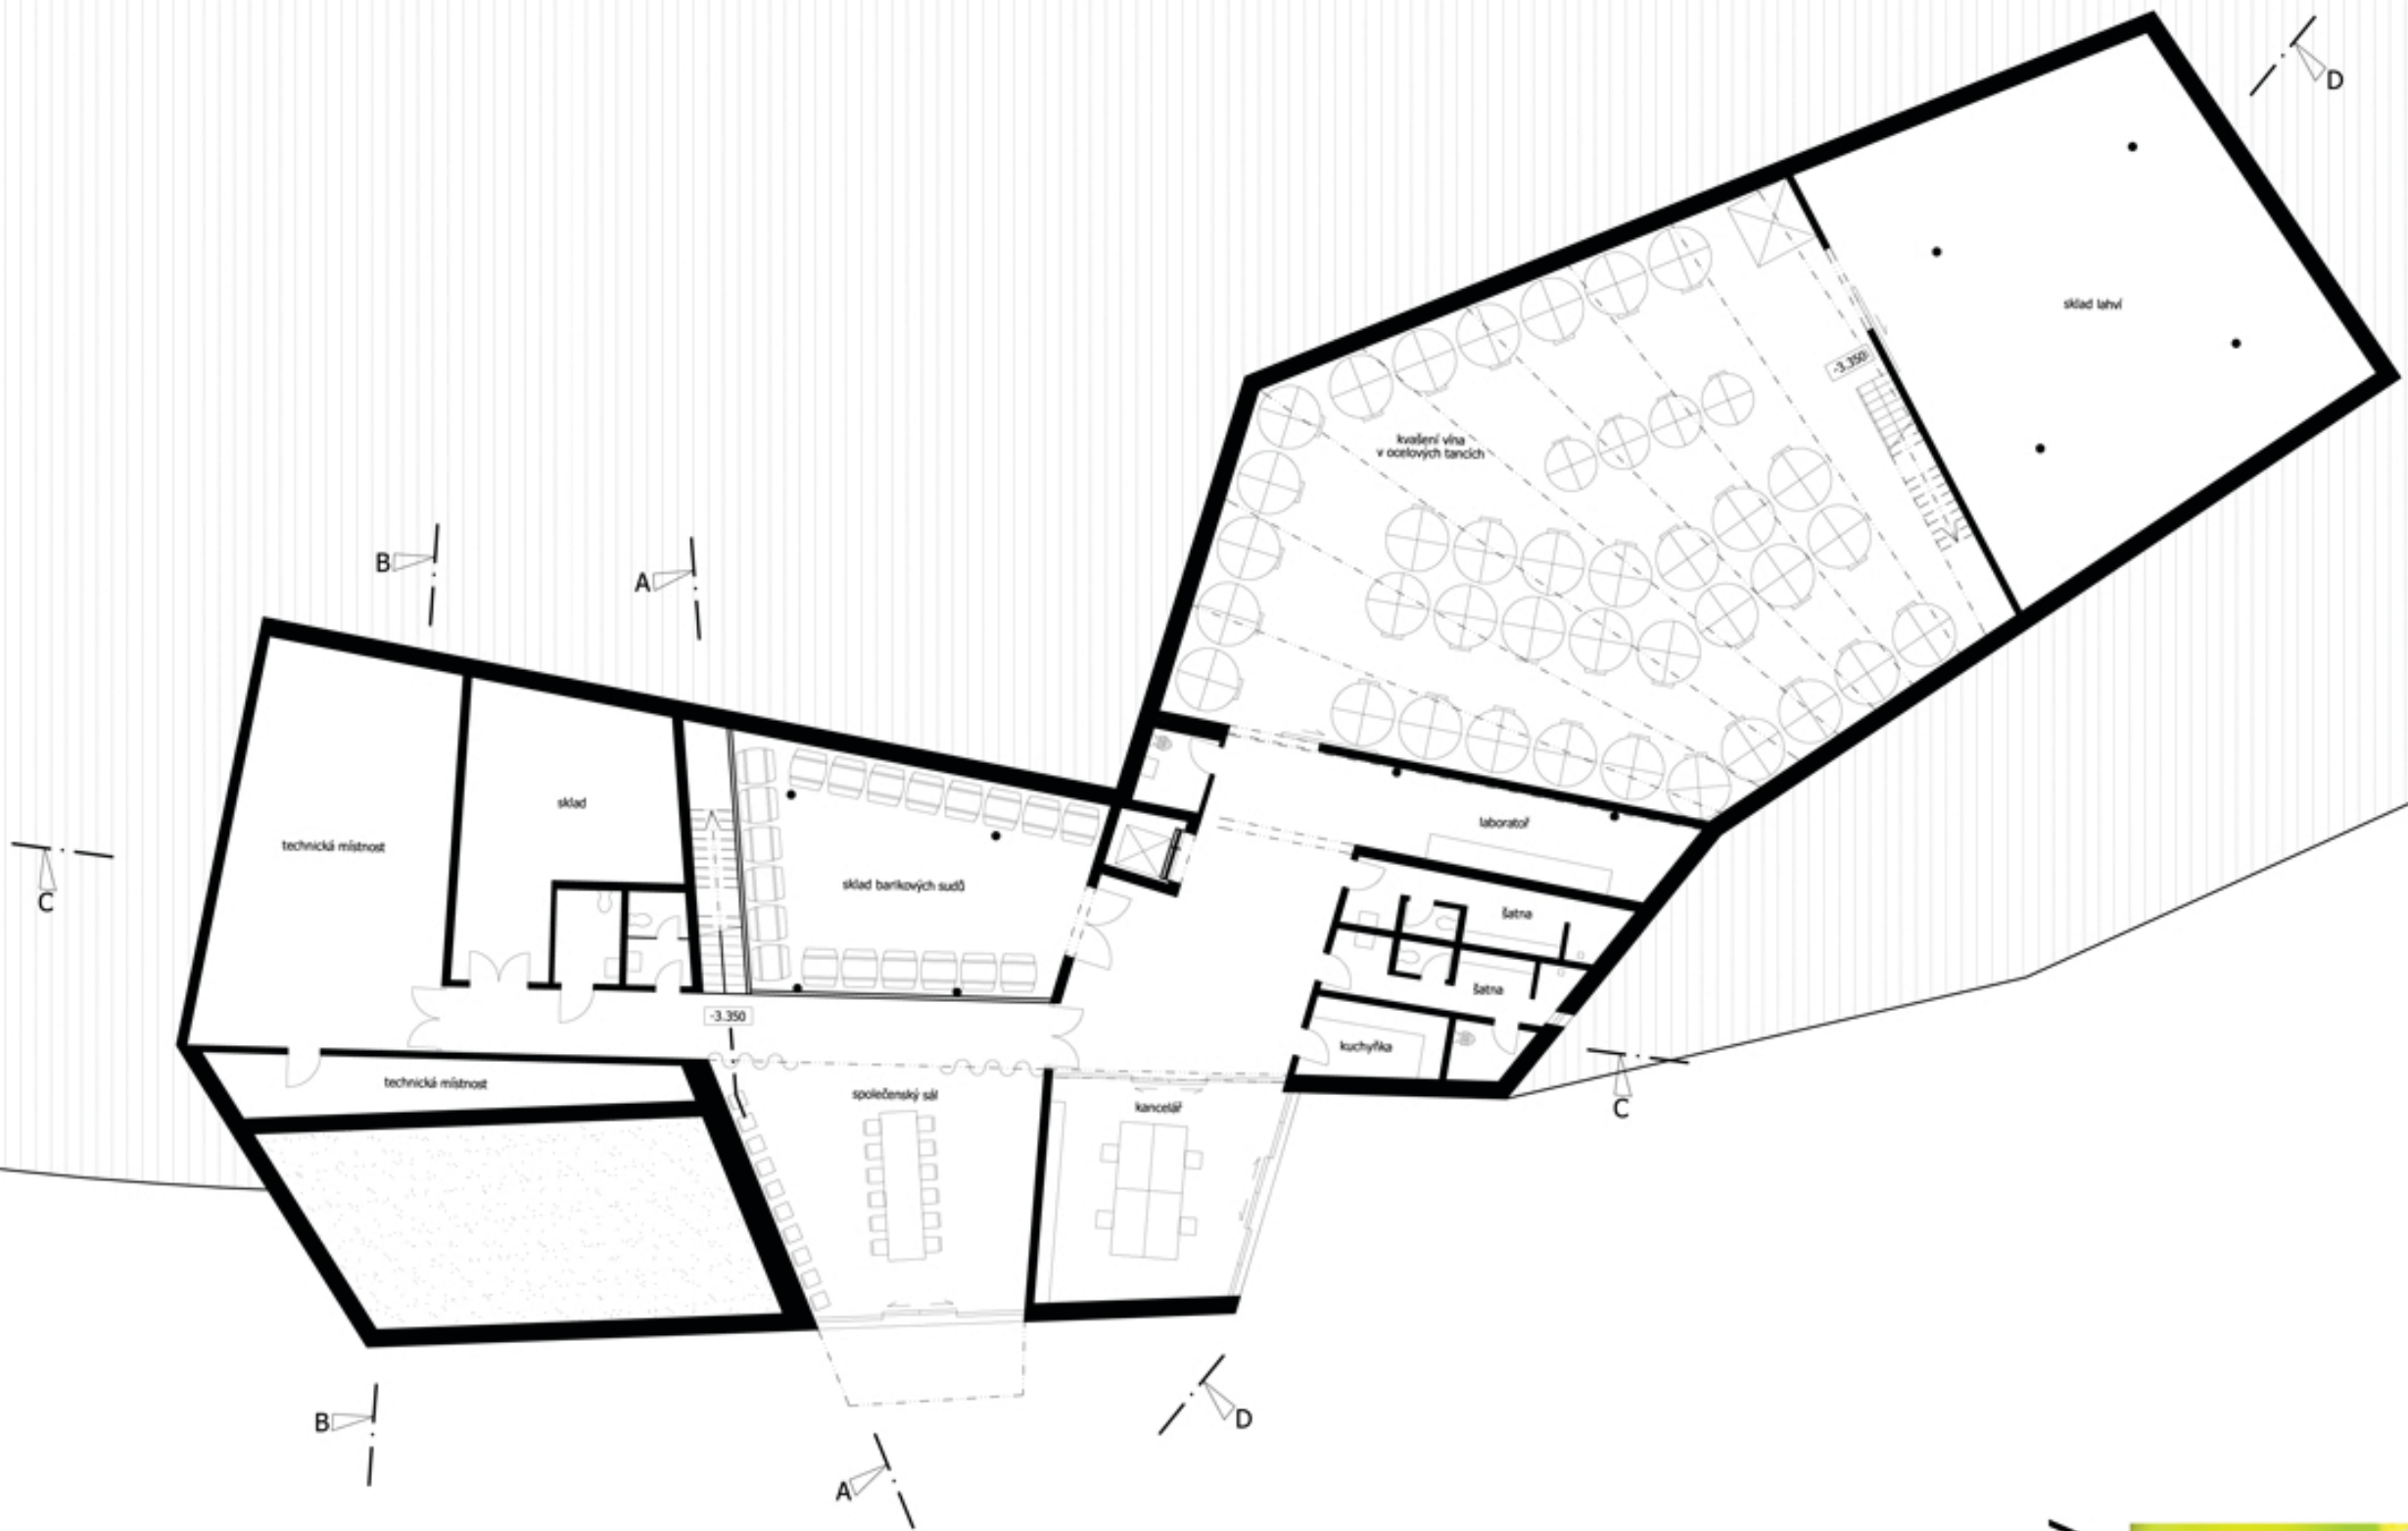 D
sklad lahví
-3.350
kvašení vína
v ocelových tancích
B
A
sklad
laboratoř
technická místnost
sklad barikových sudů
C
šatna
šatna
-3.350
kuchyňka
technická místnost
společenský sál
kancelář
C
B
D
A